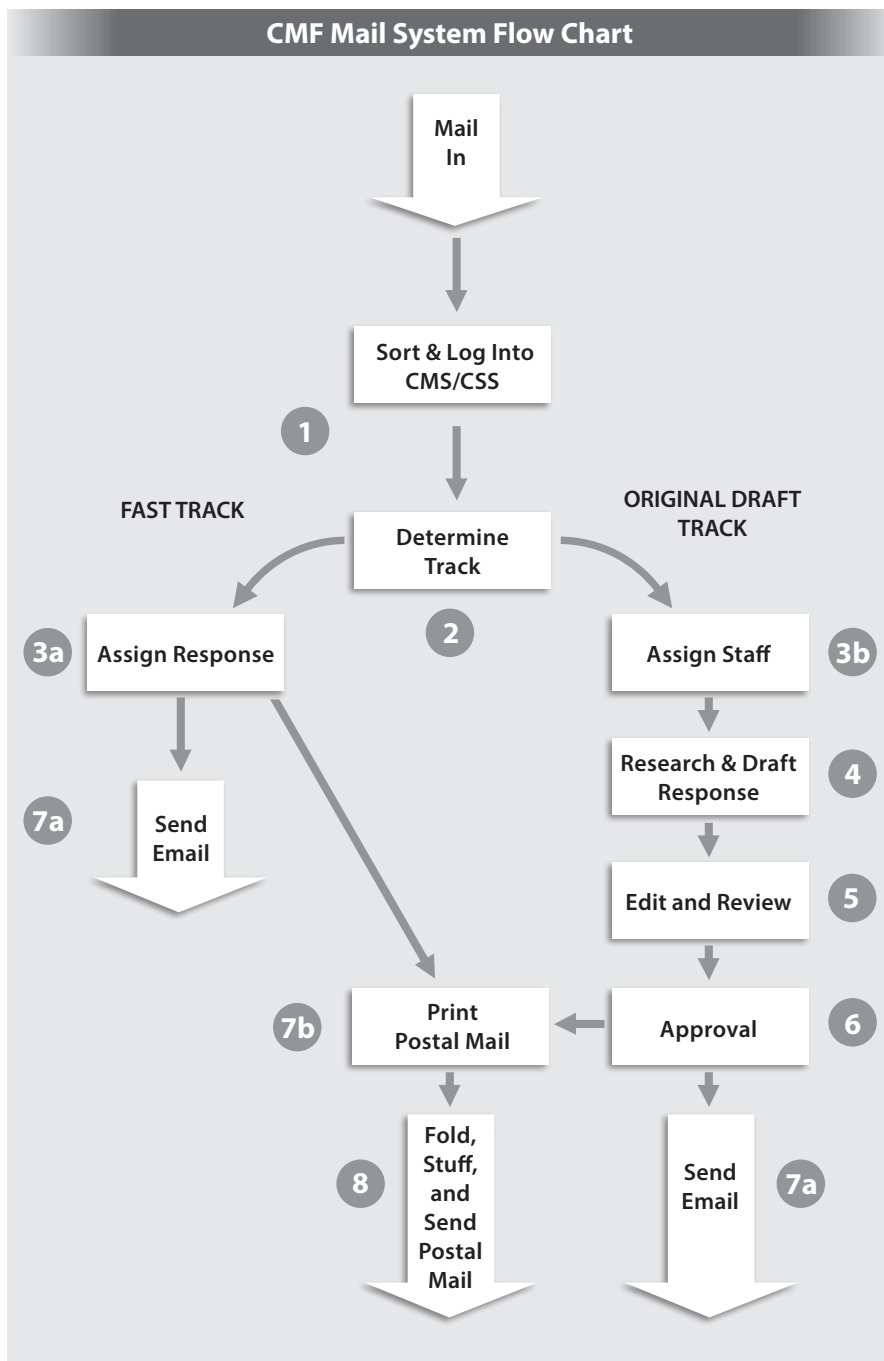 CMF Mail System Flow Chart
Mail
In
Sort & Log Into
CMS/CSS
1
FAST TRACK
ORIGINAL DRAFT
TRACK
Determine
Track
2
3a
Assign Response
Assign Staff
3b
Research & Draft
Response
4
7a
Send
Email
Edit and Review
5
7b
Print
Postal Mail
Approval
6
8
Fold,
Stuff,
and
Send
Postal
Mail
Send
Email
7a